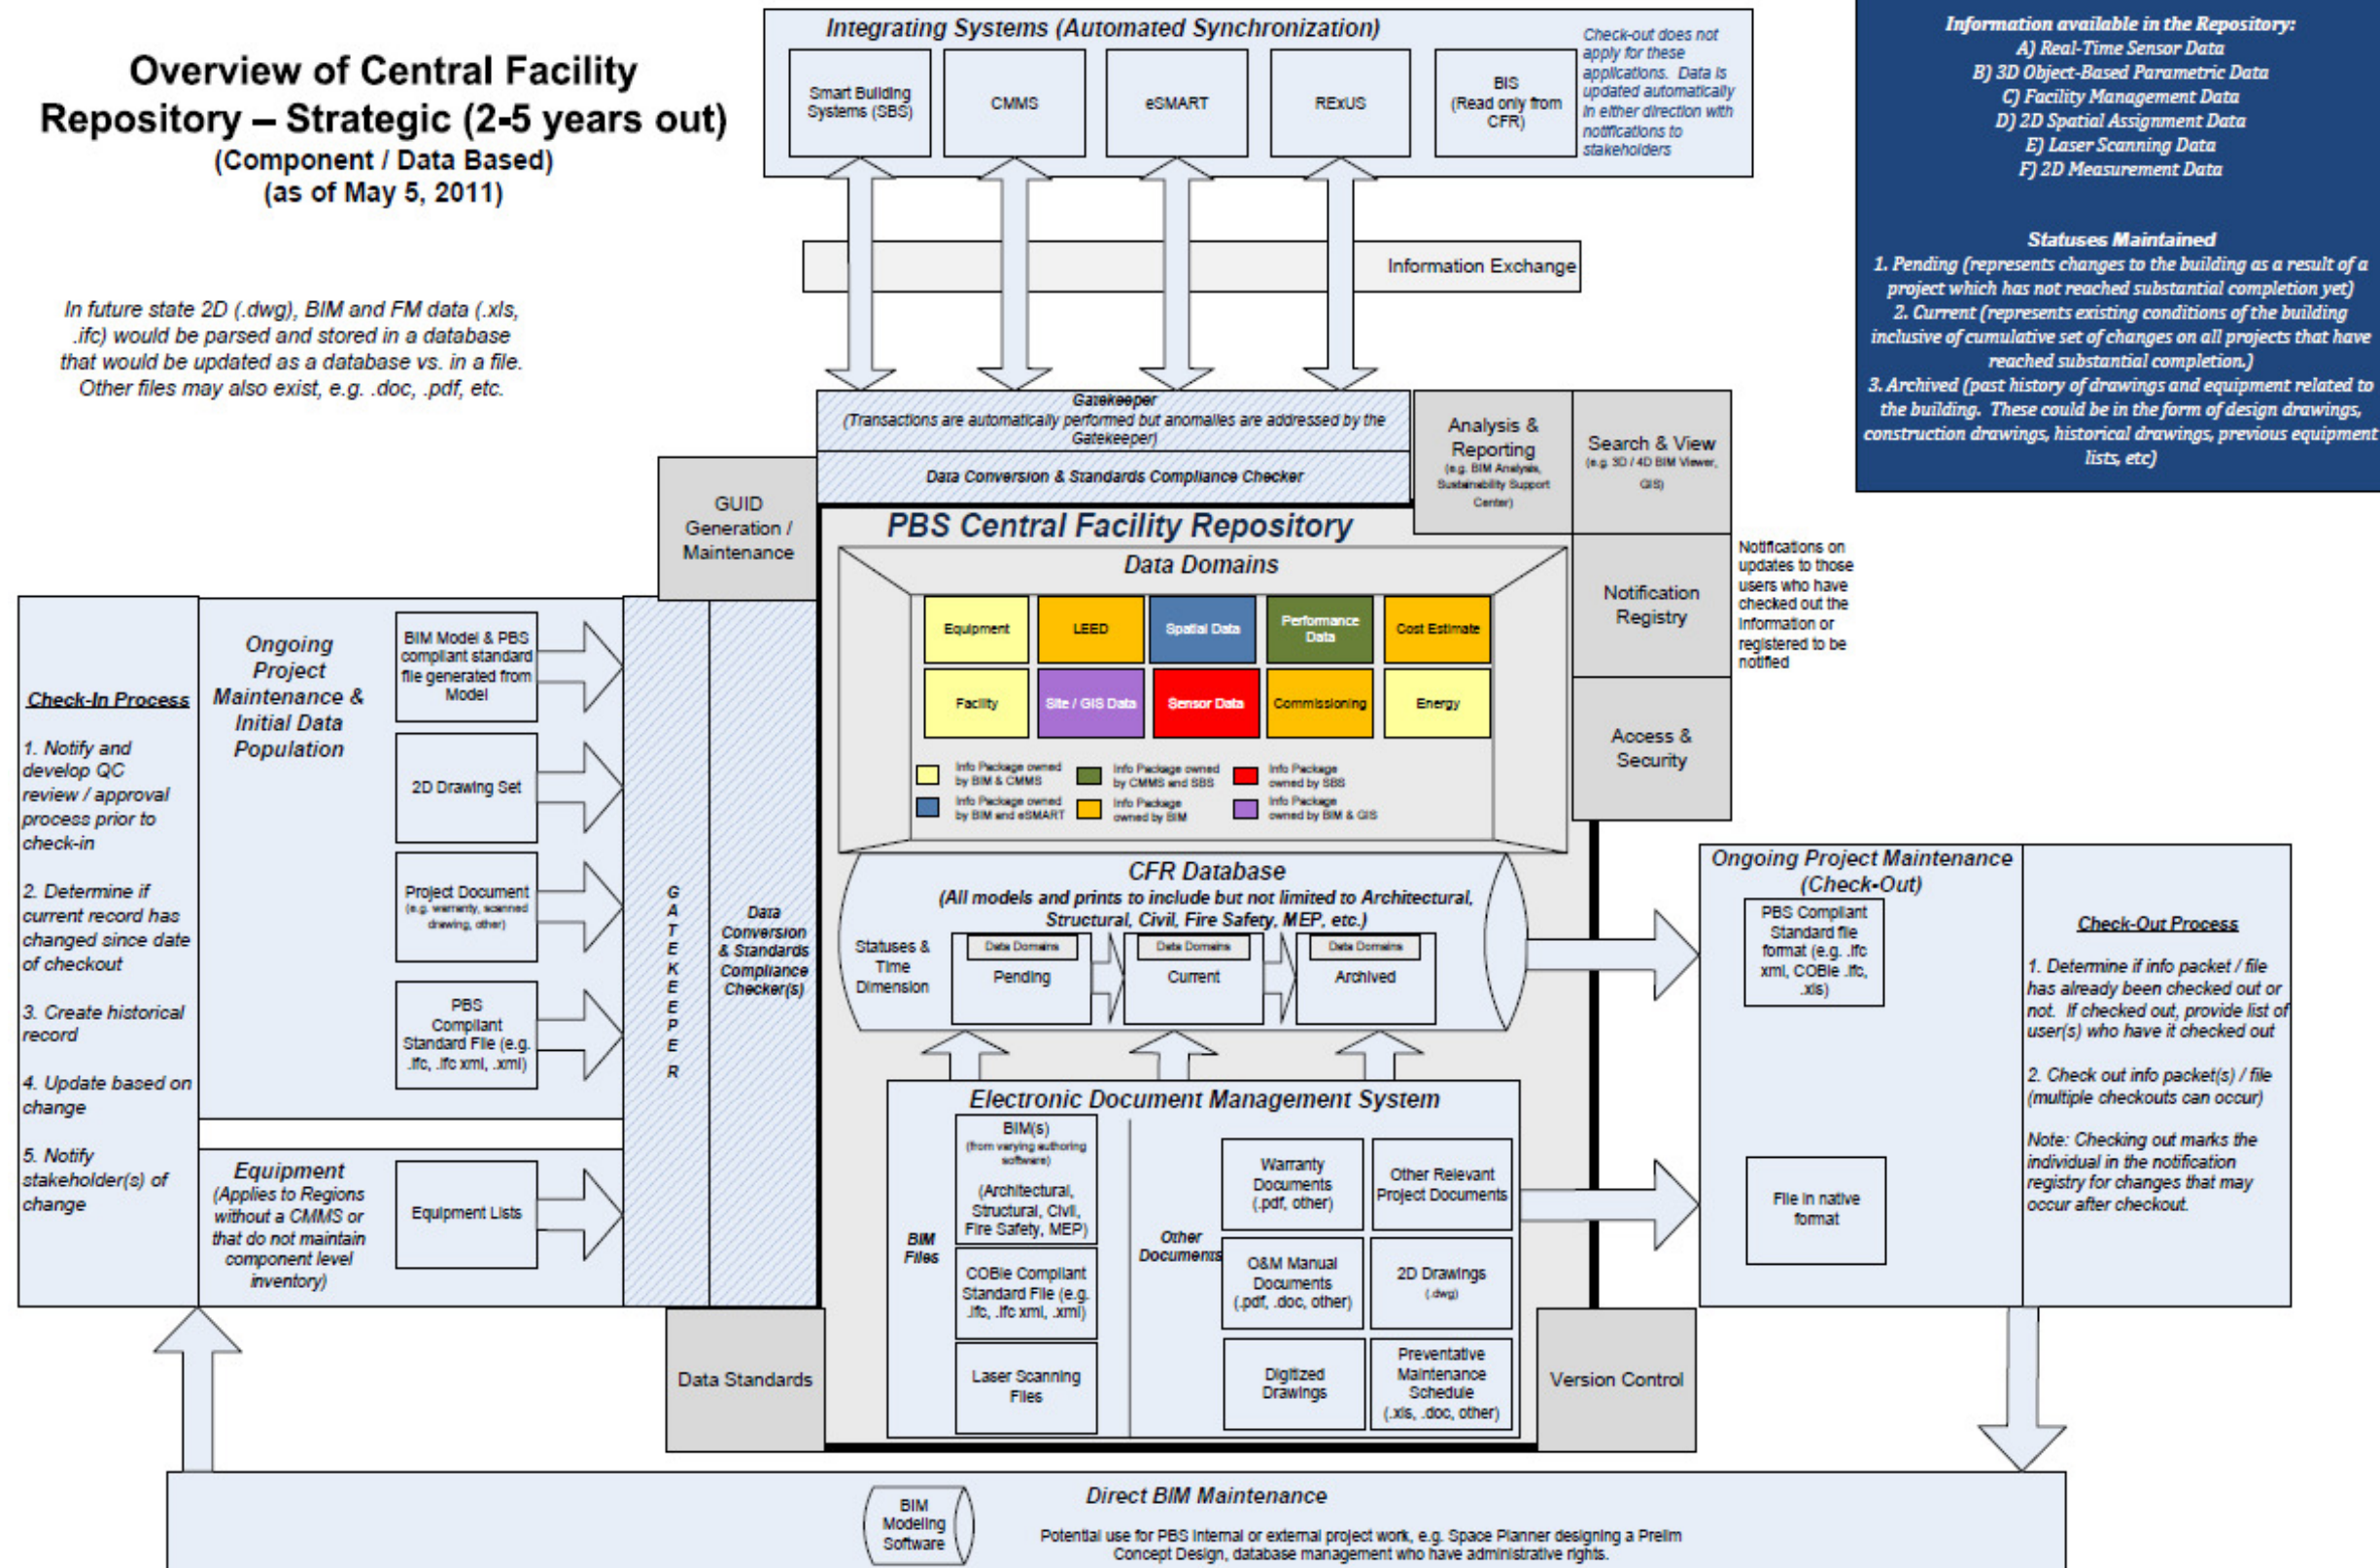 Overview of Central Facility
Repository – Strategic (2-5 years out)
(Component / Data Based)
(as of May 5, 2011)
In future state 2D (.dwg), BIM and FM data (.xls,
.ifc) would be parsed and stored in a database
that would be updated as a database vs. in a file.
Other files may also exist, e.g. .doc, .pdf, etc.
Integrating Systems (Automated Synchronization)
Smart Building
Systems (SBS)
CMMS
eSMART
RExUS
BIS
(Read only from
CFR)
Check-out does not
apply for these
applications. Data is
updated automatically
in either direction with
notifications to
stakeholders
Information available in the Repository:
A) Real-Time Sensor Data
B) 3D Object-Based Parametric Data
C) Facility Management Data
D) 2D Spatial Assignment Data
E) Laser Scanning Data
F) 2D Measurement Data
Statuses Maintained
1. Pending (represents changes to the building as a result of a
project which has not reached substantial completion yet)
2. Current (represents existing conditions of the building
inclusive of cumulative set of changes on all projects that have
reached substantial completion.)
3. Archived (past history of drawings and equipment related to
the building. These could be in the form of design drawings,
construction drawings, historical drawings, previous equipment
lists, etc)
Information Exchange
Gatekeeper
(Transactions are automatically performed but anomalies are addressed by the
Gatekeeper)
Data Conversion & Standards Compliance Checker
Analysis &
Reporting
(e.g. BIM Analysis,
Sustainability Support
Center)
Search & View
(e.g. 3D / 4D BIM Viewer,
GIS)
GUID
Generation /
Maintenance
Notification
Registry
Notifications on
updates to those
users who have
checked out the
information or
registered to be
notified
Access &
Security
Check-In Process
1. Notify and
develop QC
review / approval
process prior to
check-in
2. Determine if
current record has
changed since date
of checkout
3. Create historical
record
4. Update based on
change
5. Notify
stakeholder(s) of
change
Ongoing
Project
Maintenance &
Initial Data
Population
BIM Model & PBS
compliant standard
file generated from
Model
2D Drawing Set
Project Document
(e.g. warranty, scanned
drawing, other)
PBS
Compliant
Standard File (e.g.
.ifc, .ifc xml, .xml)
Equipment
(Applies to Regions
without a CMMS or
that do not maintain
component level
inventory)
Equipment Lists
G
A
T
E
K
E
E
P
E
R
Data
Conversion
& Standards
Compliance
Checker(s)
PBS Central Facility Repository
Data Domains
Equipment
LEED
Spatial Data
Performance
Data
Cost Estimate
Facility
Site / GIS Data
Sensor Data
Commissioning
Energy
Info Package owned
by BIM & CMMS
Info Package owned
by CMMS and SBS
Info Package
owned by SBS
Info Package owned
by BIM and eSMART
Info Package
owned by BIM
Info Package
owned by BIM & GIS
CFR Database
(All models and prints to include but not limited to Architectural,
Structural, Civil, Fire Safety, MEP, etc.)
Statuses &
Time
Dimension
Data Domains
Pending
Data Domains
Current
Data Domains
Archived
Electronic Document Management System
BIM
Files
BIM(s)
(from varying authoring
software)
(Architectural,
Structural, Civil,
Fire Safety, MEP)
COBie Compliant
Standard File (e.g.
.ifc, .ifc xml, .xml)
Laser Scanning
Files
Other
Documents
Warranty
Documents
(.pdf, other)
Other Relevant
Project Documents
O&M Manual
Documents
(.pdf, .doc, other)
2D Drawings
(.dwg)
Digitized
Drawings
Preventative
Maintenance
Schedule
(.xls, .doc, other)
Ongoing Project Maintenance
(Check-Out)
PBS Compliant
Standard file
format (e.g. .ifc
xml, COBie .ifc,
.xls)
File in native
format
Check-Out Process
1. Determine if info packet / file
has already been checked out or
not. If checked out, provide list of
user(s) who have it checked out
2. Check out info packet(s) / file
(multiple checkouts can occur)
Note: Checking out marks the
individual in the notification
registry for changes that may
occur after checkout.
Data Standards
Version Control
BIM
Modeling
Software
Direct BIM Maintenance
Potential use for PBS internal or external project work, e.g. Space Planner designing a Prelim
Concept Design, database management who have administrative rights.